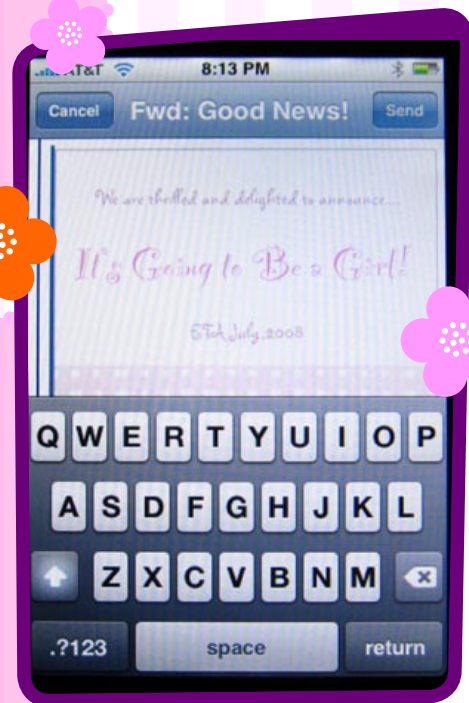 AT&T 8:13 PM
Cancel Fwd: Good News! Send
We are thrilled and delighted to announce...
It's Going to Be a Girl!
ETA July, 2008
Q W E R T Y U I O P
A S D F G H J K L
Z X C V B N M
.?123 space return